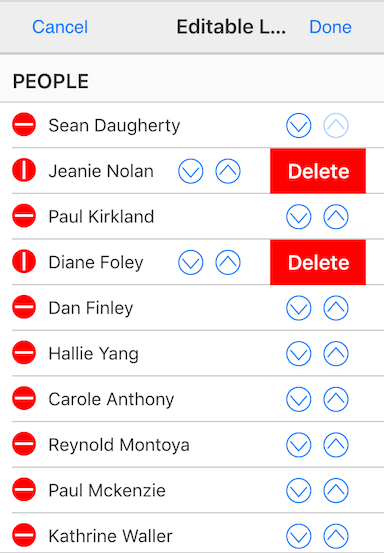 Cancel Editable L... Done
PEOPLE
Sean Daugherty
Jeanie Nolan Delete
Paul Kirkland
Diane Foley Delete
Dan Finley
Hallie Yang
Carole Anthony
Reynold Montoya
Paul Mckenzie
Kathrine Waller